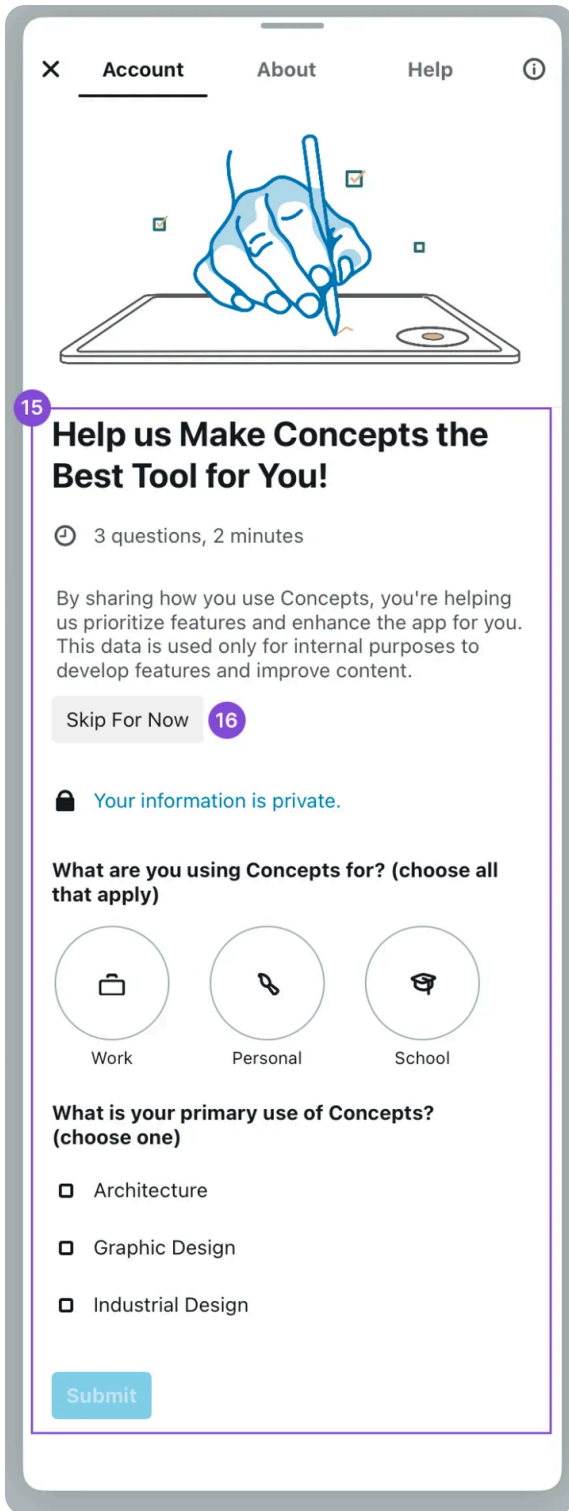 Account About Help
15
Help us Make Concepts the
Best Tool for You!
3 questions, 2 minutes
By sharing how you use Concepts, you're helping
us prioritize features and enhance the app for you.
This data is used only for internal purposes to
develop features and improve content.
Skip For Now 16
Your information is private.
What are you using Concepts for? (choose all
that apply)
Work Personal School
What is your primary use of Concepts?
(choose one)
Architecture
Graphic Design
Industrial Design
Submit